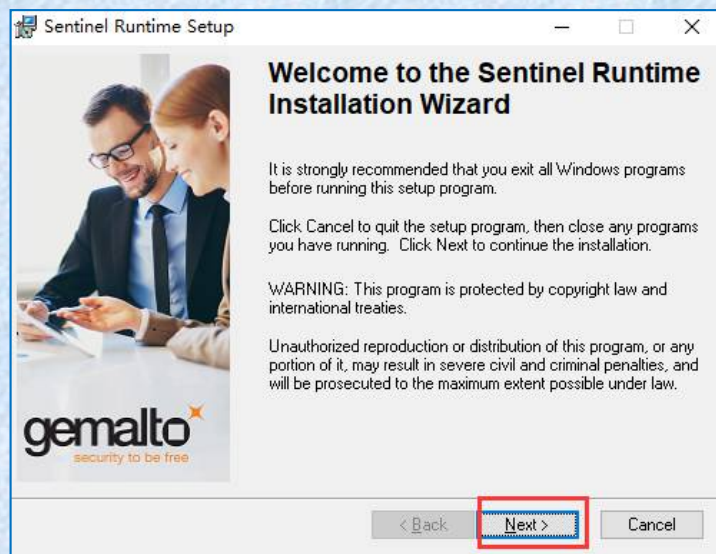 Sentinel Runtime Setup
Welcome to the Sentinel Runtime
Installation Wizard
It is strongly recommended that you exit all Windows programs
before running this setup program.
Click Cancel to quit the setup program, then close any programs
you have running. Click Next to continue the installation.
WARNING: This program is protected by copyright law and
international treaties.
Unauthorized reproduction or distribution of this program, or any
portion of it, may result in severe civil and criminal penalties, and
will be prosecuted to the maximum extent possible under law.
gemalto
security to be free
< Back
Next >
Cancel